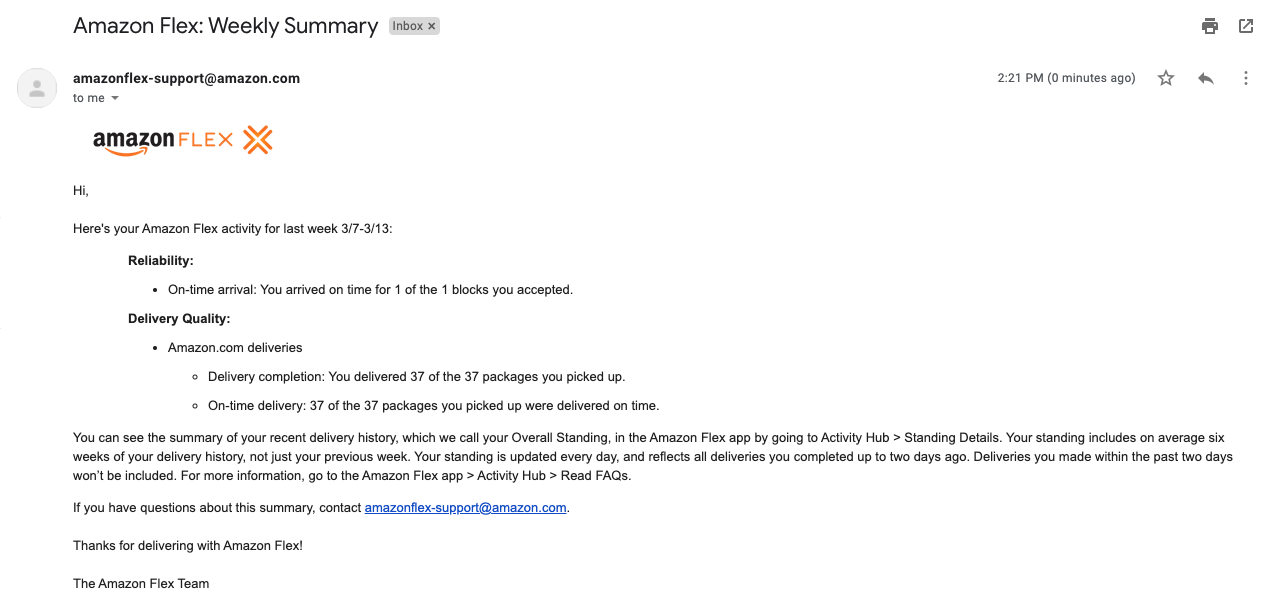 Amazon Flex: Weekly Summary Inbox ×
amazonflex-support@amazon.com 2:21 PM (0 minutes ago)
to me
amazon FLEX
Hi,
Here's your Amazon Flex activity for last week 3/7-3/13:
Reliability:
• On-time arrival: You arrived on time for 1 of the 1 blocks you accepted.
Delivery Quality:
• Amazon.com deliveries
◦ Delivery completion: You delivered 37 of the 37 packages you picked up.
◦ On-time delivery: 37 of the 37 packages you picked up were delivered on time.
You can see the summary of your recent delivery history, which we call your Overall Standing, in the Amazon Flex app by going to Activity Hub > Standing Details. Your standing includes on average six
weeks of your delivery history, not just your previous week. Your standing is updated every day, and reflects all deliveries you completed up to two days ago. Deliveries you made within the past two days
won't be included. For more information, go to the Amazon Flex app > Activity Hub > Read FAQs.
If you have questions about this summary, contact amazonflex-support@amazon.com.
Thanks for delivering with Amazon Flex!
The Amazon Flex Team